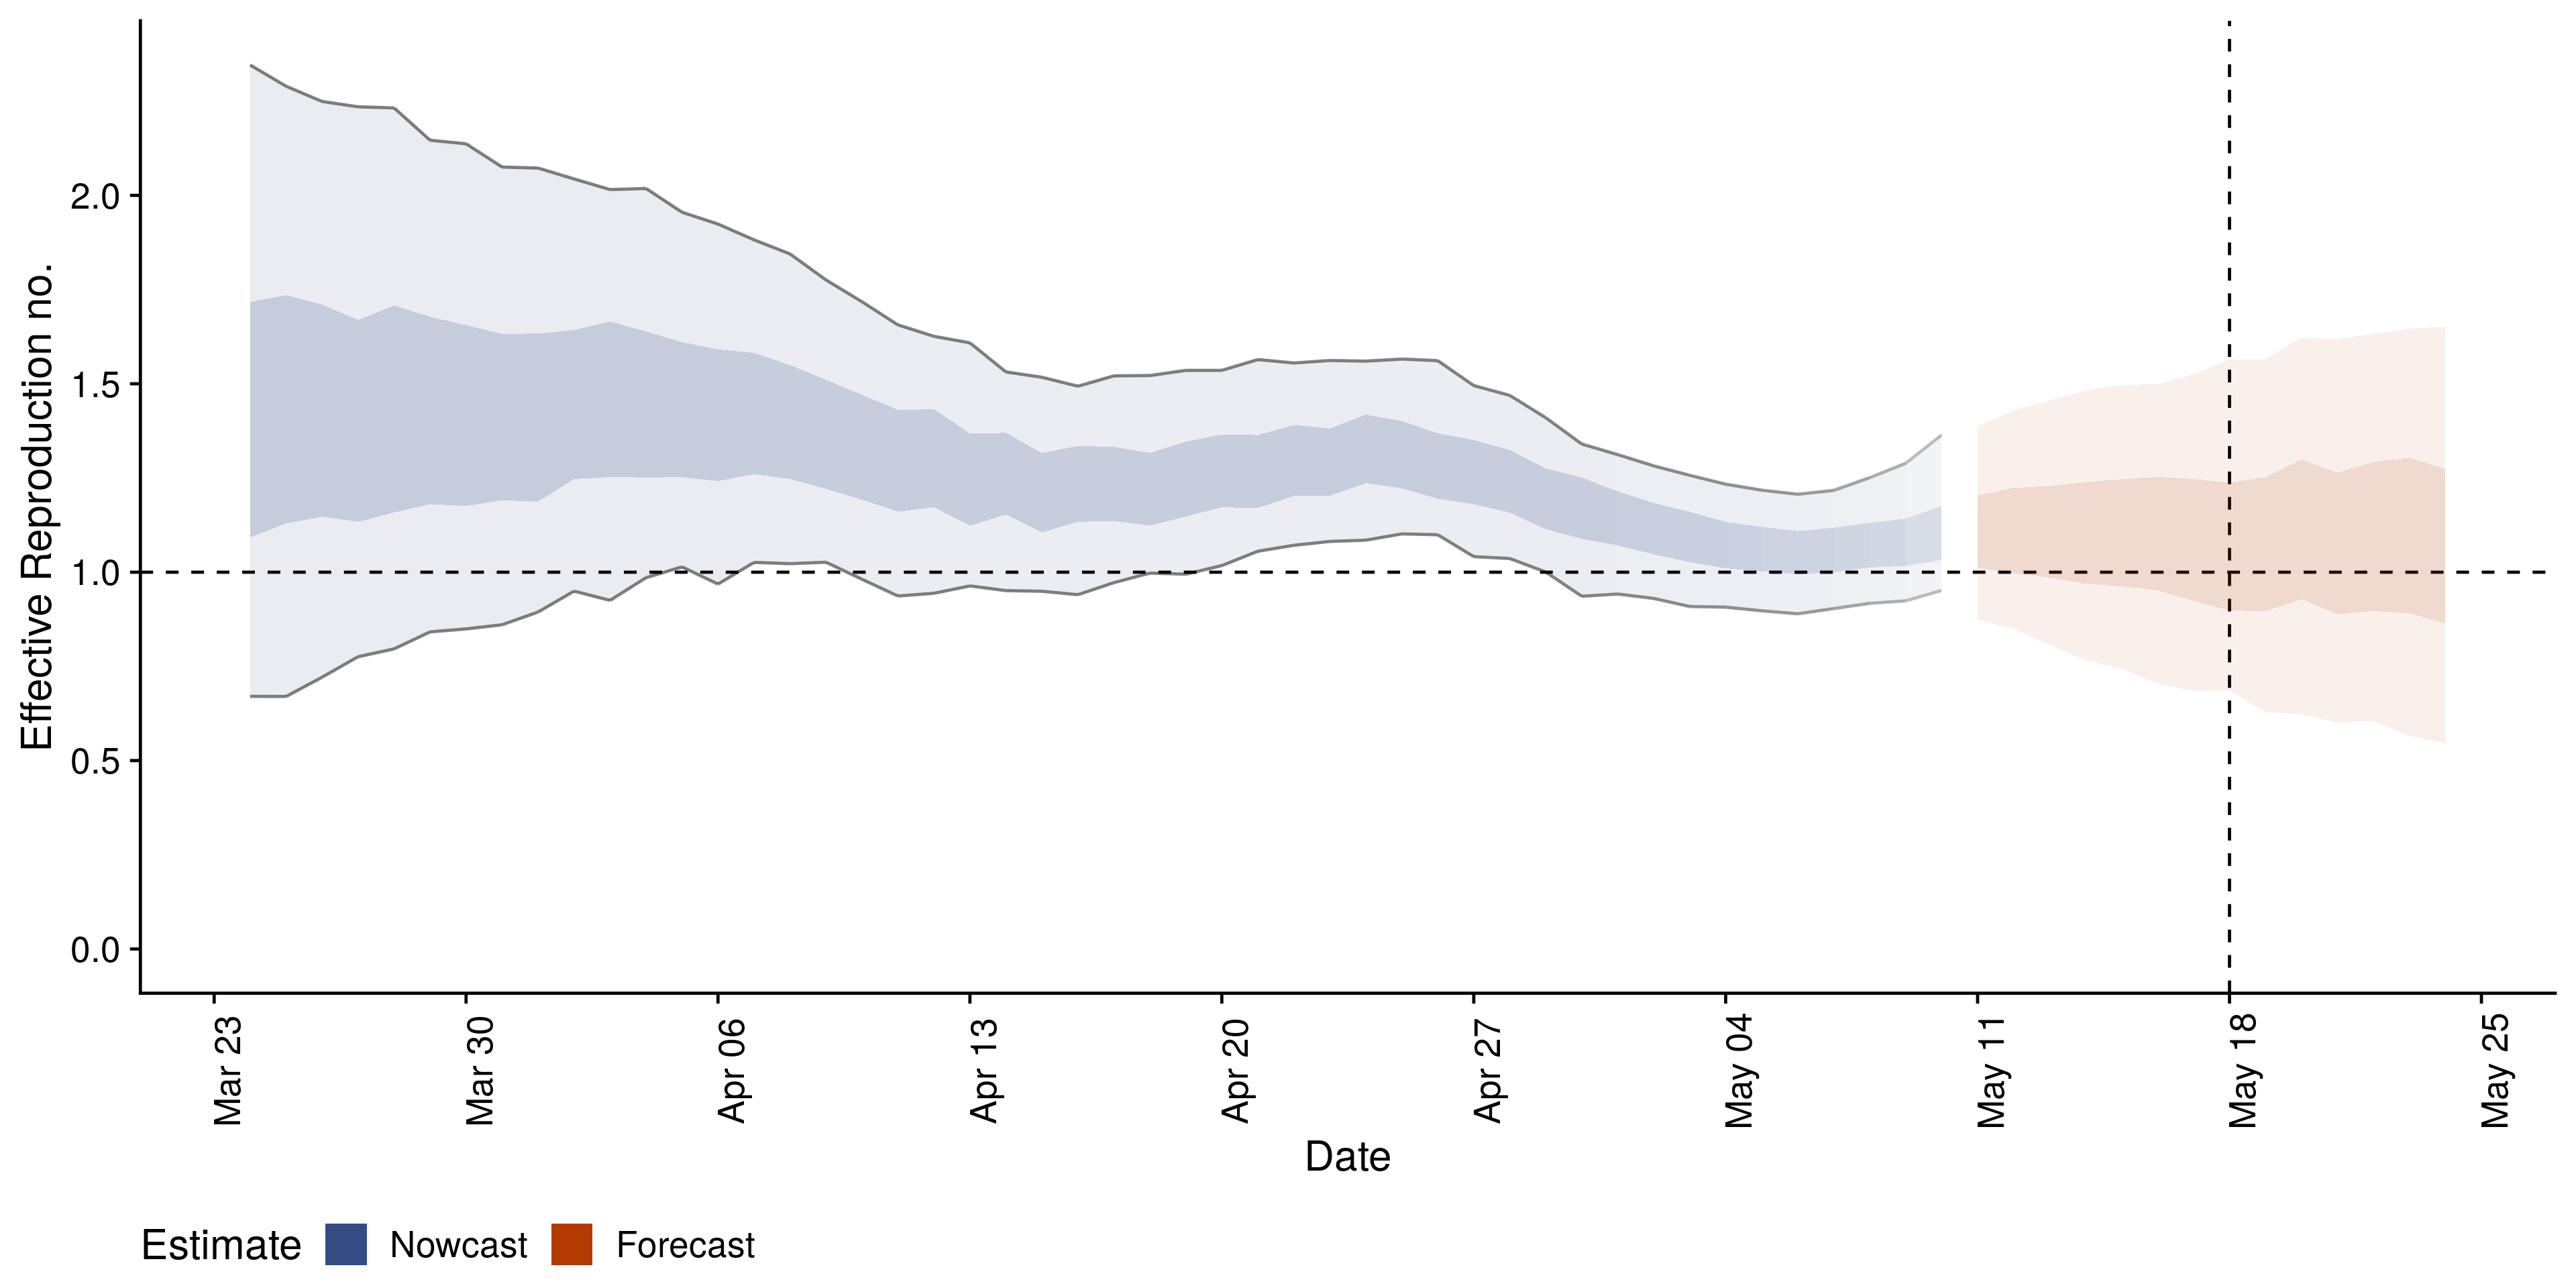 Effective Reproduction no.
2.0
1.5
1.0
0.5
0.0
Mar 23
Mar 30
Apr 06
Apr 13
Apr 20
Apr 27
May 04
May 11
May 18
May 25
Date
Estimate Nowcast Forecast